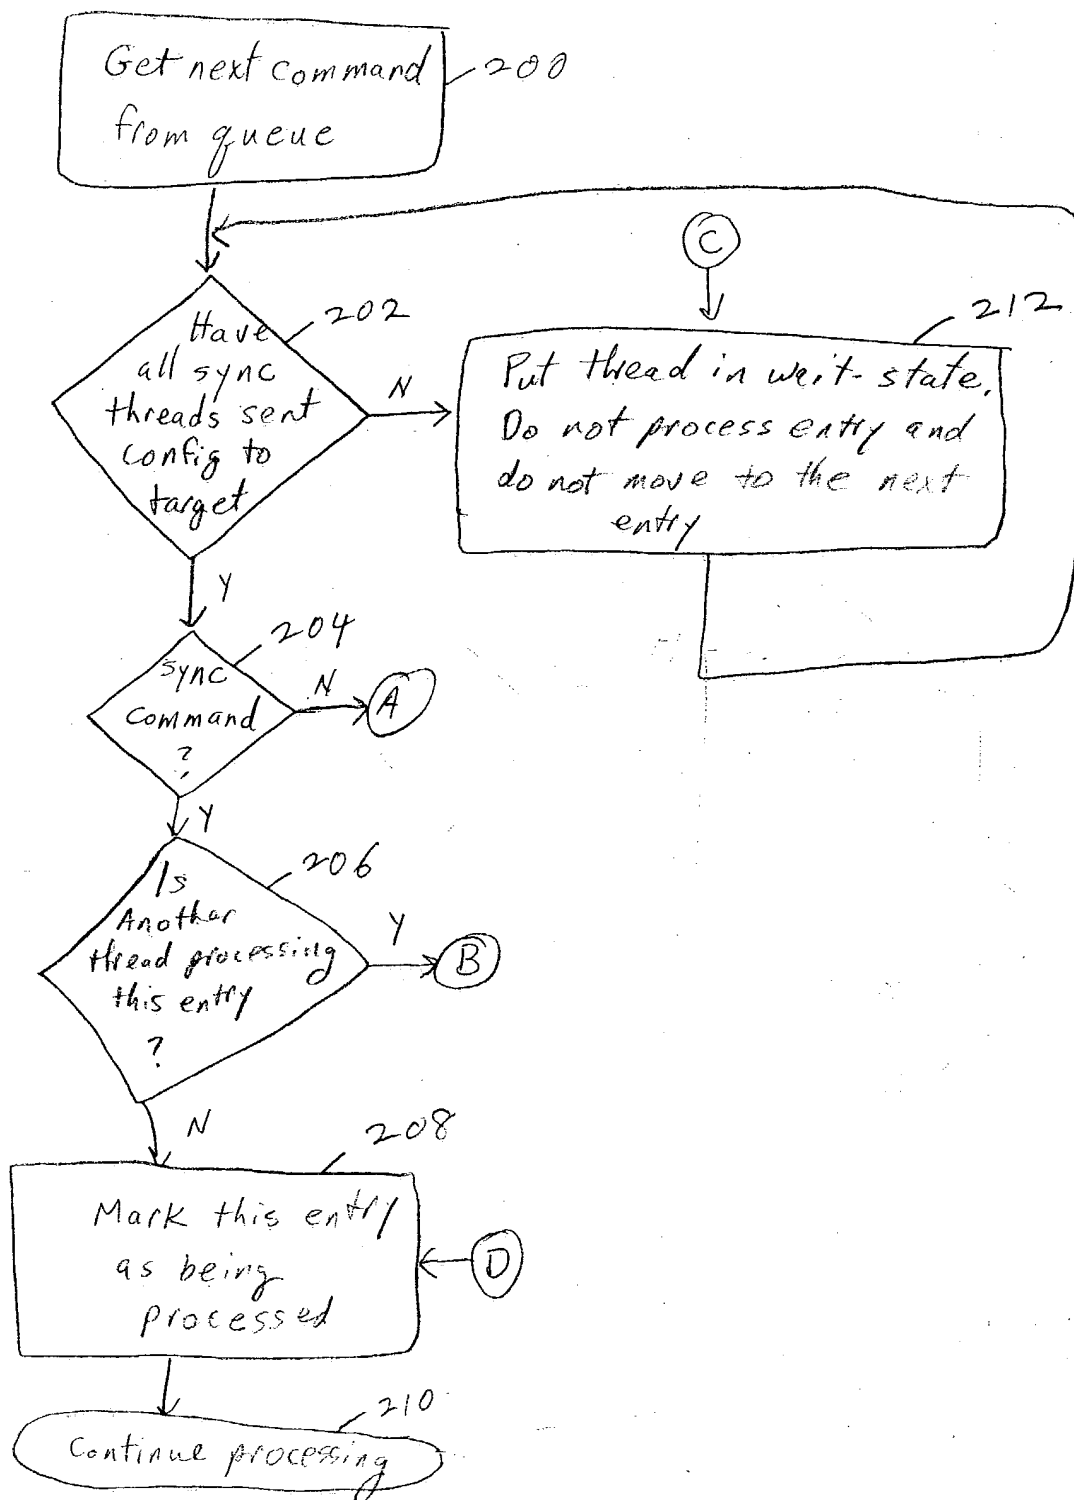 Get next command
from queue
200
C
202
Have
all sync
threads sent
config to
target
N
212
Put thread in wait-state.
Do not process entry and
do not move to the next
entry
Y
204
sync
command
?
N
A
Y
206
Is
Another
thread processing
this entry
?
Y
B
N
208
Mark this entry
as being
processed
D
210
Continue processing